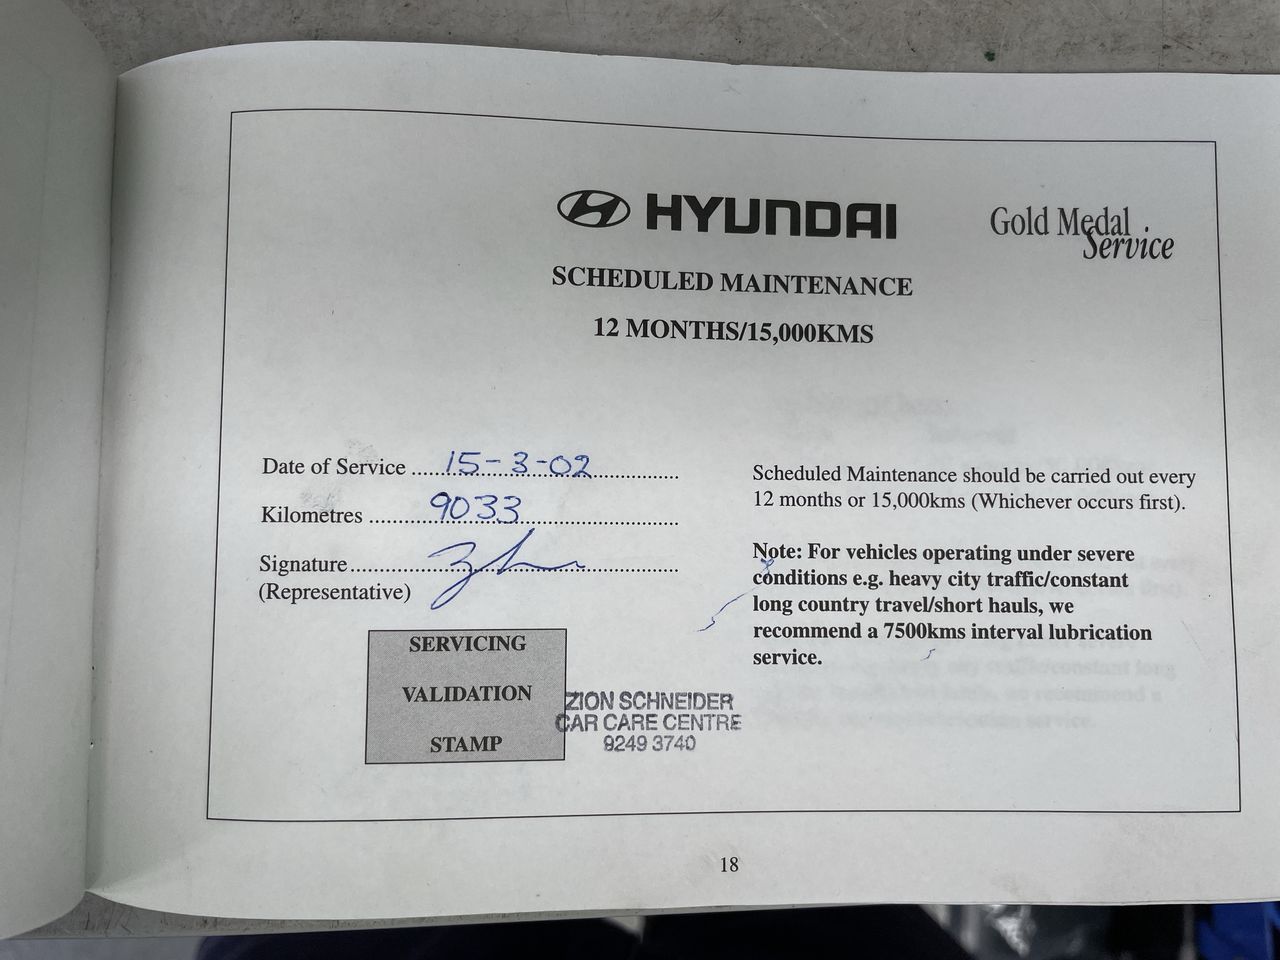 HYUNDAI
Gold Medal
Service
SCHEDULED MAINTENANCE
12 MONTHS/15,000KMS
Date of Service ..... 15-3-02
Kilometres ..... 9033
Signature.....
(Representative)
Scheduled Maintenance should be carried out every
12 months or 15,000kms (Whichever occurs first).
Note: For vehicles operating under severe
conditions e.g. heavy city traffic/constant
long country travel/short hauls, we
recommend a 7500kms interval lubrication
service.
SERVICING
VALIDATION
STAMP
ZION SCHNEIDER
CAR CARE CENTRE
9249 3740
18